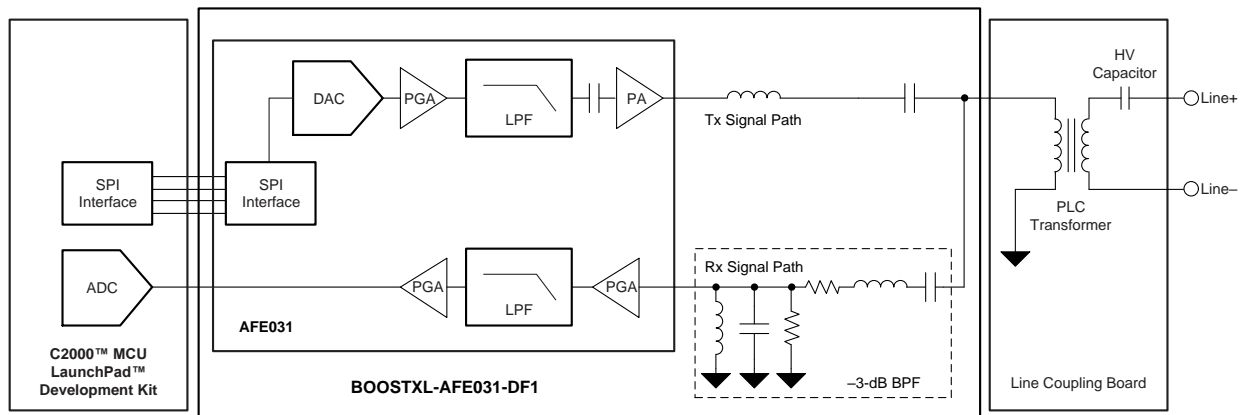 HV
Capacitor
DAC
PGA
LPF
PA
Line+
Tx Signal Path
SPI
Interface
SPI
Interface
Line–
PLC
Transformer
Rx Signal Path
ADC
PGA
LPF
PGA
AFE031
C2000™ MCU
LaunchPad™
Development Kit
BOOSTXL-AFE031-DF1
–3-dB BPF
Line Coupling Board